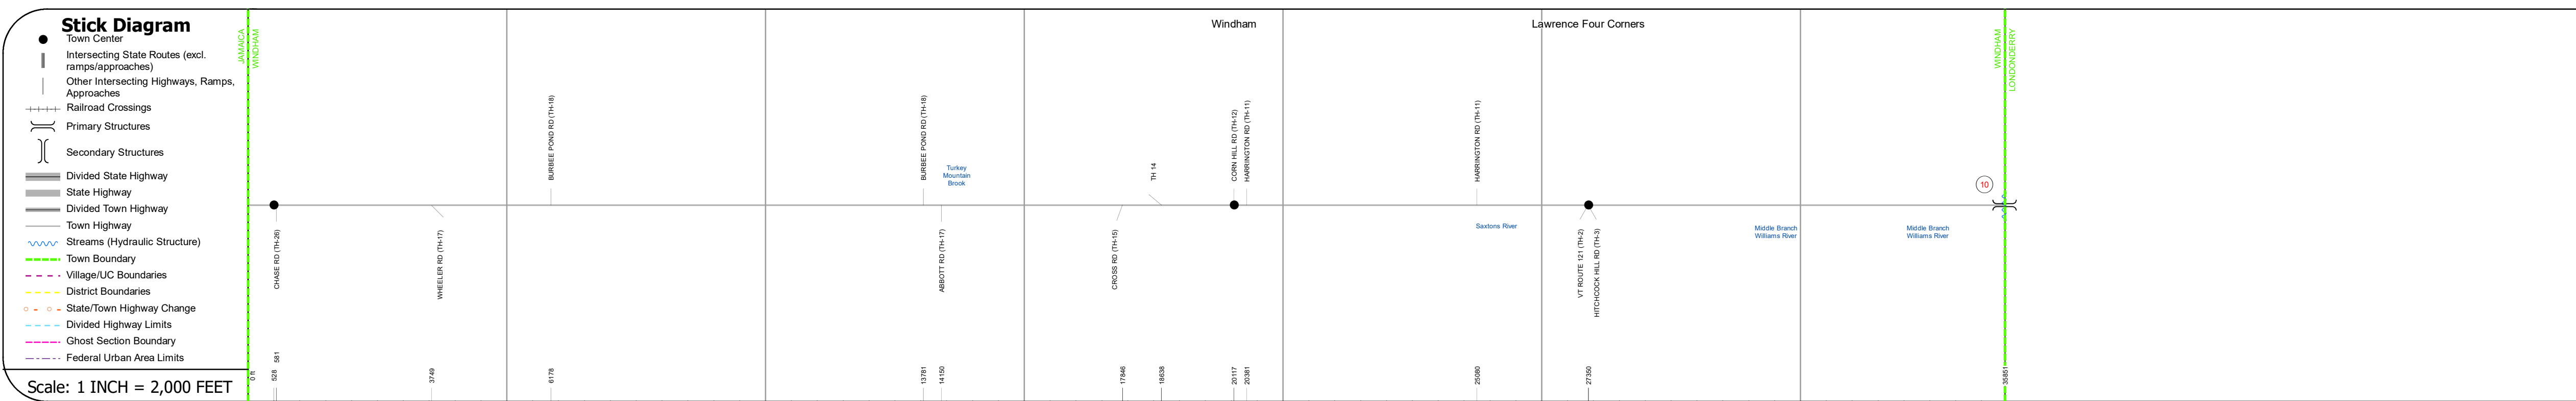 Stick Diagram
Town Center
Intersecting State Routes (excl.
ramps/approaches)
Other Intersecting Highways, Ramps,
Approaches
Railroad Crossings
Primary Structures
Secondary Structures
Divided State Highway
State Highway
Divided Town Highway
Town Highway
Streams (Hydraulic Structure)
Town Boundary
Village/UC Boundaries
District Boundaries
State/Town Highway Change
Divided Highway Limits
Ghost Section Boundary
Federal Urban Area Limits
Scale: 1 INCH = 2,000 FEET
JAMAICA
WINDHAM
Windham
Lawrence Four Corners
WINDHAM
LONDONDERRY
BURBEE POND RD (TH-18)
BURBEE POND RD (TH-18)
Turkey
Mountain
Brook
TH 14
CORN HILL RD (TH-12)
HARRINGTON RD (TH-11)
HARRINGTON RD (TH-11)
10
CHASE RD (TH-26)
WHEELER RD (TH-17)
ABBOTT RD (TH-17)
CROSS RD (TH-15)
Saxtons River
VT ROUTE 121 (TH-2)
HITCHCOCK HILL RD (TH-3)
Middle Branch
Williams River
Middle Branch
Williams River
0 ft
528
581
3749
6178
13781
14150
17846
18638
20117
20381
25080
27350
35851